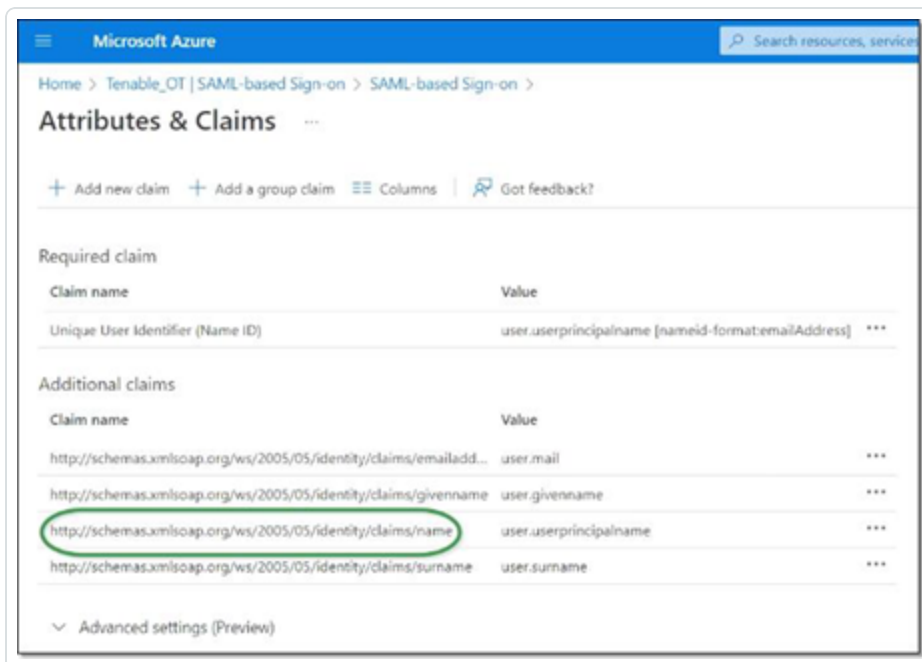 Microsoft Azure
Search resources, services
Home > Tenable_OT | SAML-based Sign-on > SAML-based Sign-on >
Attributes & Claims ...
+ Add new claim + Add a group claim Columns Got feedback?
Required claim
Claim name Value
Unique User Identifier (Name ID) user.userprincipalname [nameid-format:emailAddress] ...
Additional claims
Claim name Value
http://schemas.xmlsoap.org/ws/2005/05/identity/claims/emailadd... user.mail ...
http://schemas.xmlsoap.org/ws/2005/05/identity/claims/givenname user.givenname ...
http://schemas.xmlsoap.org/ws/2005/05/identity/claims/name user.userprincipalname ...
http://schemas.xmlsoap.org/ws/2005/05/identity/claims/surname user.surname ...
Advanced settings (Preview)